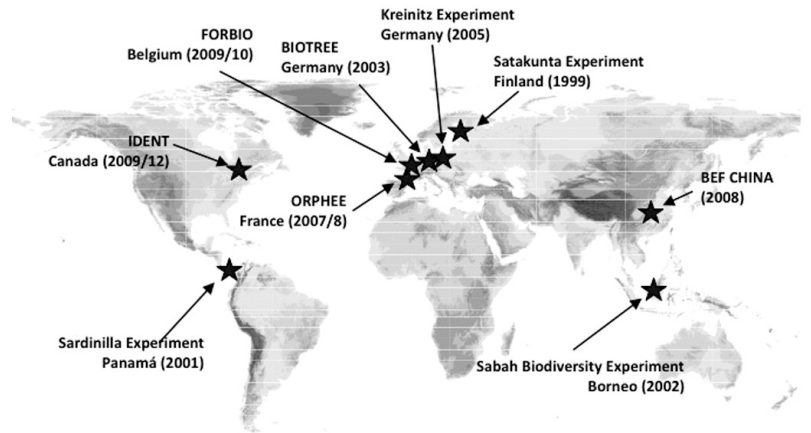 Kreinitz Experiment
Germany (2005)
FORBIO
Belgium (2009/10)
BIOTREE
Germany (2003)
Satakunta Experiment
Finland (1999)
IDENT
Canada (2009/12)
ORPHEE
France (2007/8)
BEF CHINA
(2008)
Sardinilla Experiment
Panamá (2001)
Sabah Biodiversity Experiment
Borneo (2002)